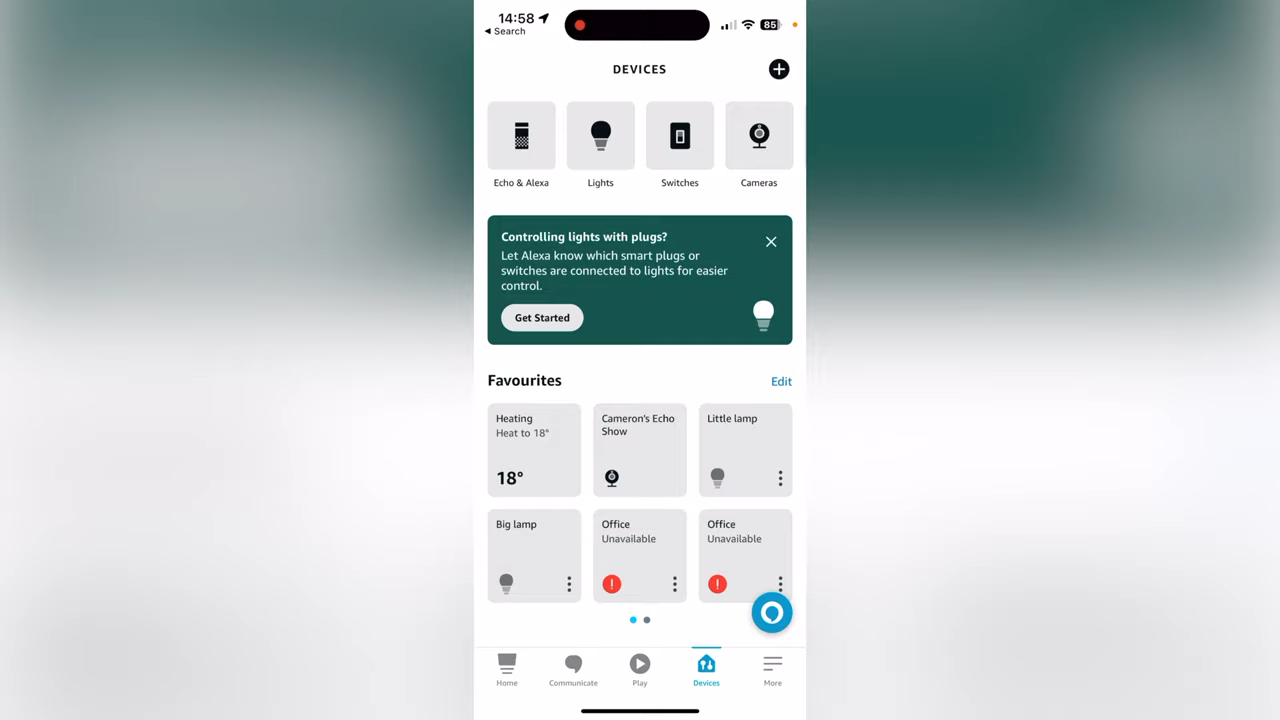 14:58
85
◀ Search
DEVICES
Echo & Alexa
Lights
Switches
Cameras
Controlling lights with plugs?
Let Alexa know which smart plugs or
switches are connected to lights for easier
control.
Get Started
Favourites
Edit
Heating
Heat to 18°
18°
Cameron's Echo
Show
Little lamp
Big lamp
Office
Unavailable
Office
Unavailable
Home
Communicate
Play
Devices
More